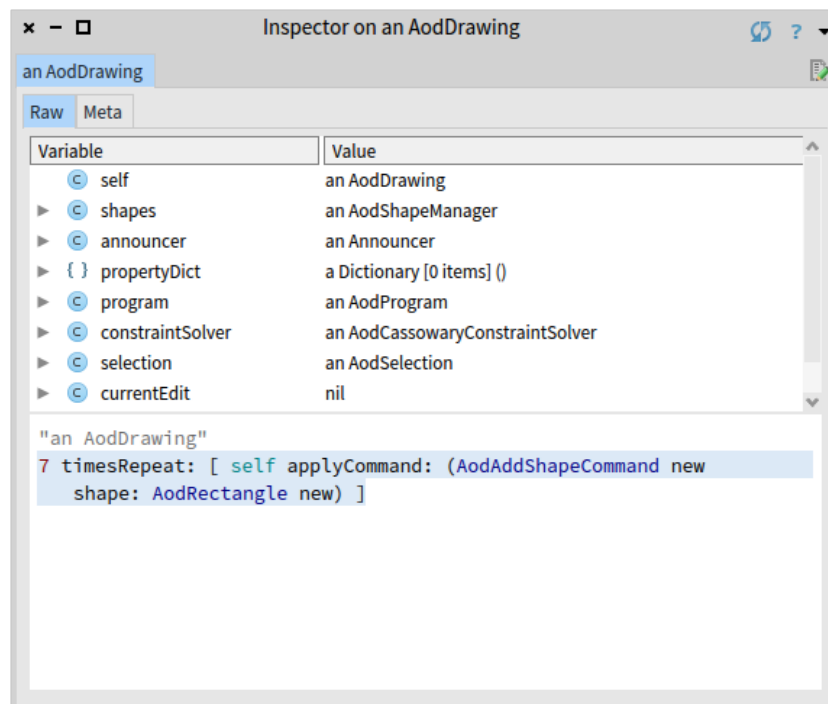 Inspector on an AodDrawing ?
an AodDrawing
Raw Meta
Variable Value
self an AodDrawing
shapes an AodShapeManager
announcer an Announcer
propertyDict a Dictionary [0 items] ()
program an AodProgram
constraintSolver an AodCassowaryConstraintSolver
selection an AodSelection
currentEdit nil
"an AodDrawing"
7 timesRepeat: [ self applyCommand: (AodAddShapeCommand new
shape: AodRectangle new) ]